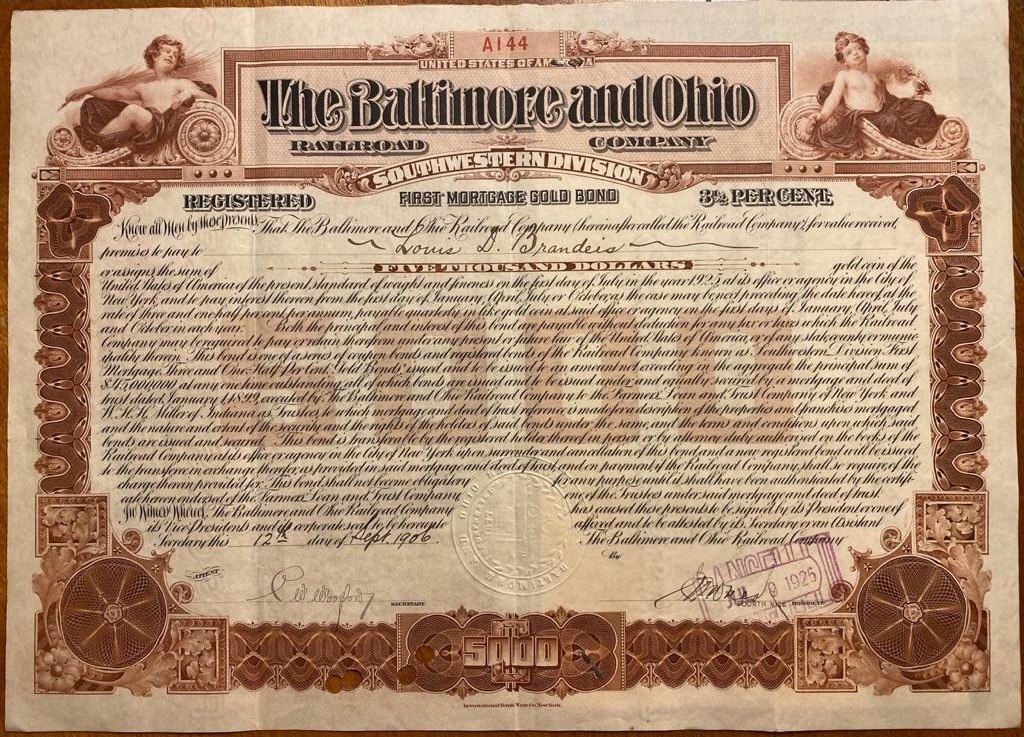 A144
UNITED STATES OF AMERICA
The Baltimore and Ohio
RAILROAD COMPANY
SOUTHWESTERN DIVISION
REGISTERED FIRST MORTGAGE GOLD BOND 3½ PER CENT.
Know all Men by these presents, That The Baltimore and Ohio Railroad Company (hereinafter called the Railroad Company), for value received,
promises to pay to Louis D. Brandeis
or assigns the sum of FIVE THOUSAND DOLLARS gold coin of the
United States of America of the present standard of weight and fineness on the first day of July in the year 1925, at its office or agency in the City of
New York, and to pay interest thereon from the first day of January, April, July or October as the case may be next preceding the date hereof at the
rate of three and one-half percent per annum, payable quarterly in like gold coin at said office or agency on the first days of January, April, July
and October in each year. Both the principal and interest of this bond are payable without deduction for any tax or taxes which the Railroad
Company may be required to pay or retain therefrom under any present or future law of the United States of America or of any state county or munic-
ipality therein. This bond is one of a series of coupon bonds and registered bonds of the Railroad Company known as Southwestern Division First
Mortgage Three and One-Half Per Cent. Gold Bonds, issued and to be issued to an amount not exceeding in the aggregate the principal sum of
$45,000,000 at any one time outstanding, all of which bonds are issued and to be issued under and equally secured by a mortgage and deed of
trust dated January 1, 1899, executed by The Baltimore and Ohio Railroad Company to the Farmers' Loan and Trust Company of New York and
W.H.H. Miller of Indiana as Trustees, to which mortgage and deed of trust reference is made for a description of the properties and franchises mortgaged
and the nature and extent of the security and the rights of the holders of said bonds under the same, and the terms and conditions upon which said
bonds are issued and secured. This bond is transferable by the registered holder thereof in person or by attorney duly authorized on the books of the
Railroad Company at its office or agency in the City of New York upon surrender and cancellation of this bond and a new registered bond will be issued
to the transferee in exchange therefor, as provided in said mortgage and deed of trust and on payment if the Railroad Company shall so require of the
charge therein provided for. This bond shall not become obligatory for any purpose until it shall have been authenticated by the certifi-
cate hereon endorsed of the Farmers' Loan and Trust Company one of the Trustees under said mortgage and deed of trust.
In Witness Whereof, The Baltimore and Ohio Railroad Company has caused these presents to be signed by its President or one of
its Vice Presidents and its corporate seal to be hereunto affixed and to be attested by its Secretary or an Assistant
Secretary this 12th day of Sept. 1906. The Baltimore and Ohio Railroad Company
ATTEST By
SECRETARY. FOURTH VICE PRESIDENT.
1925
5000
International Bank Note Co. New York.